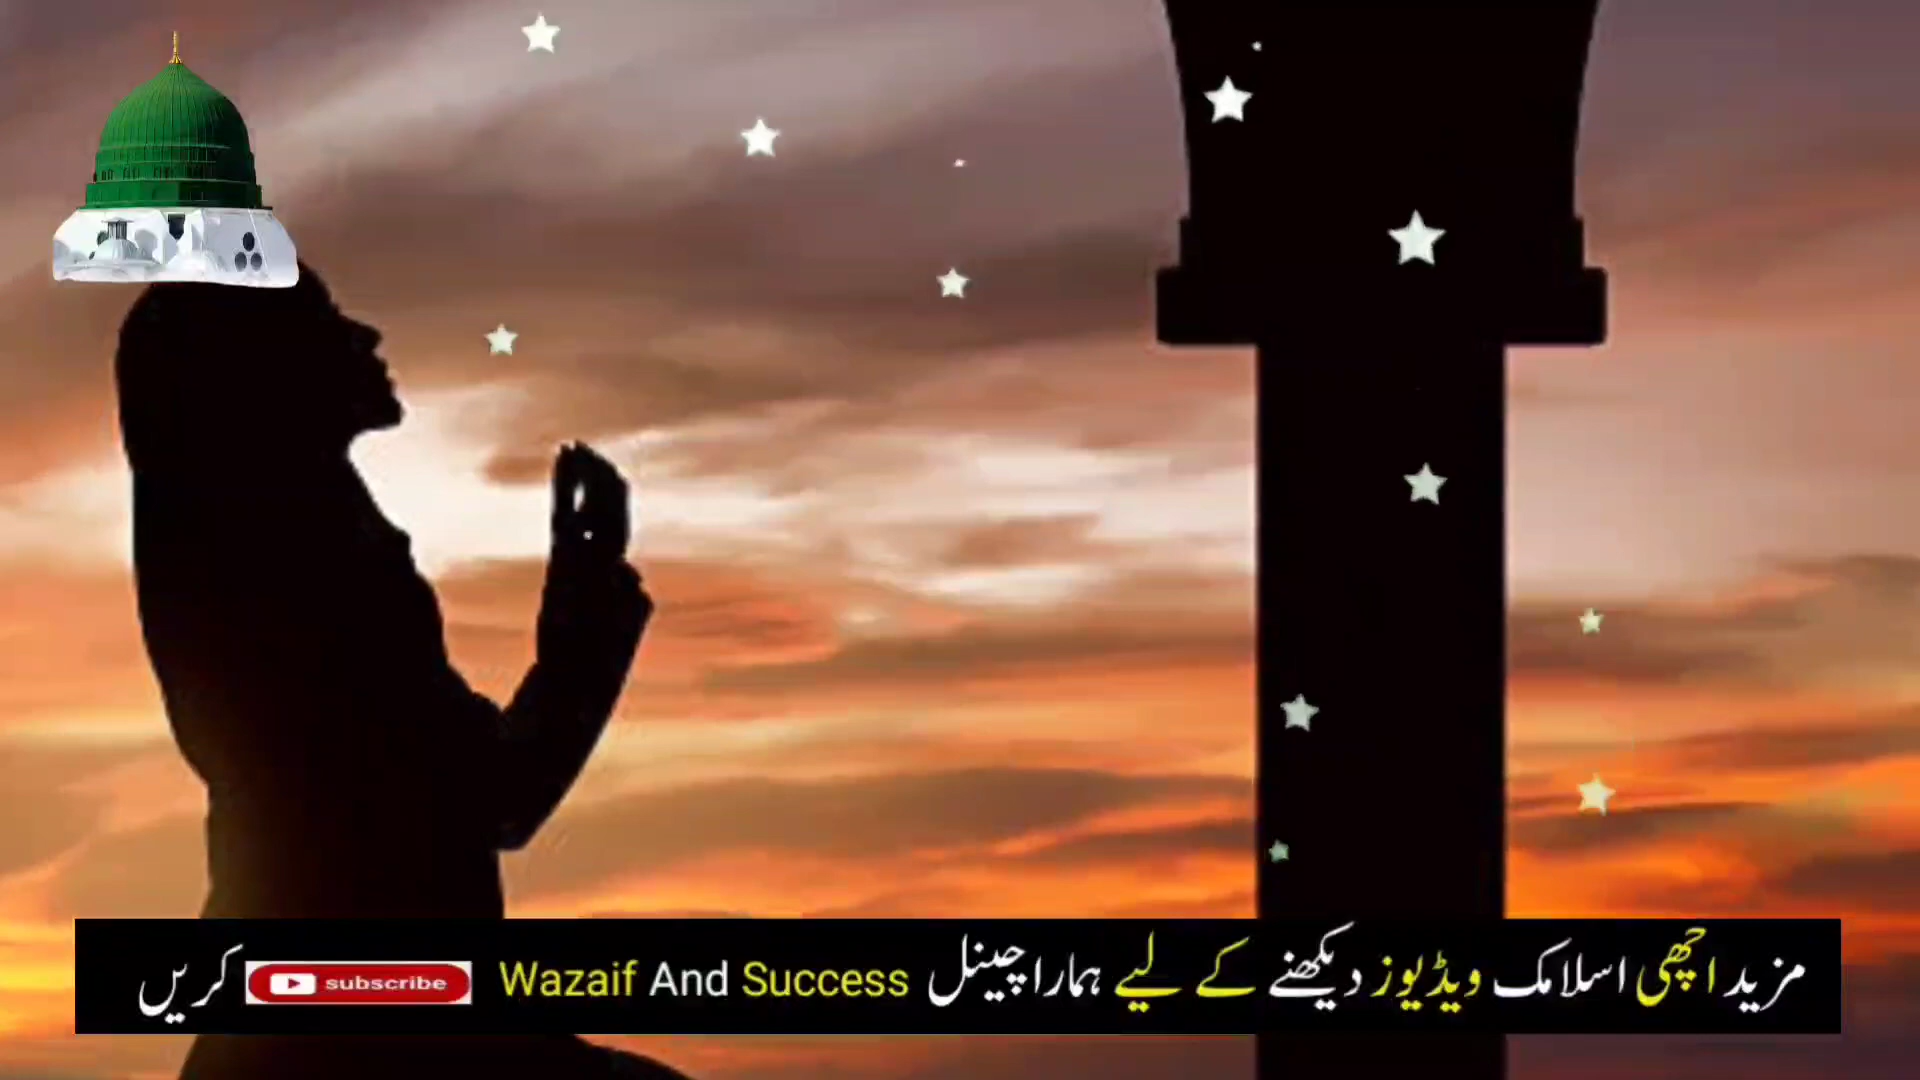 مزید اچھی اسلامک ویڈیوز دیکھنے کے لیے ہمارا چینل Wazaif And Success subscribe کریں